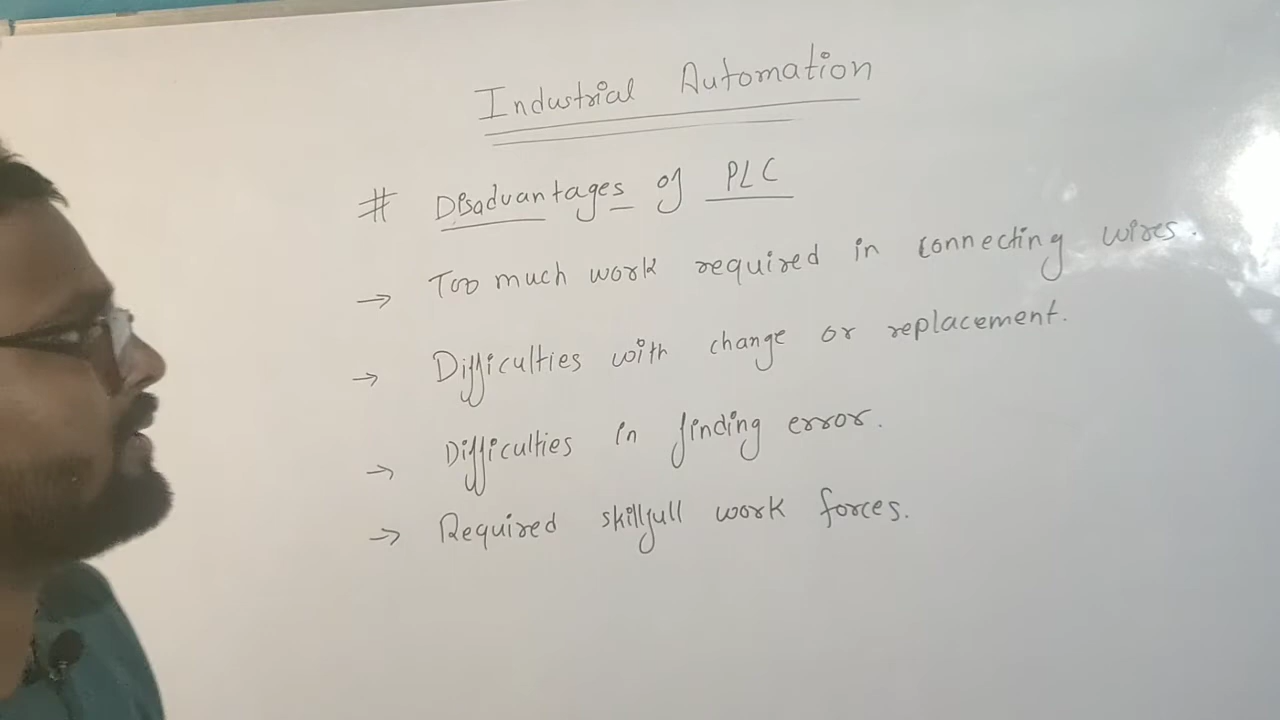 Industrial Automation
# Disadvantages of PLC
→ Too much work required in connecting wires.
→ Difficulties with change or replacement.
→ Difficulties in finding error.
→ Required skillfull work forces.